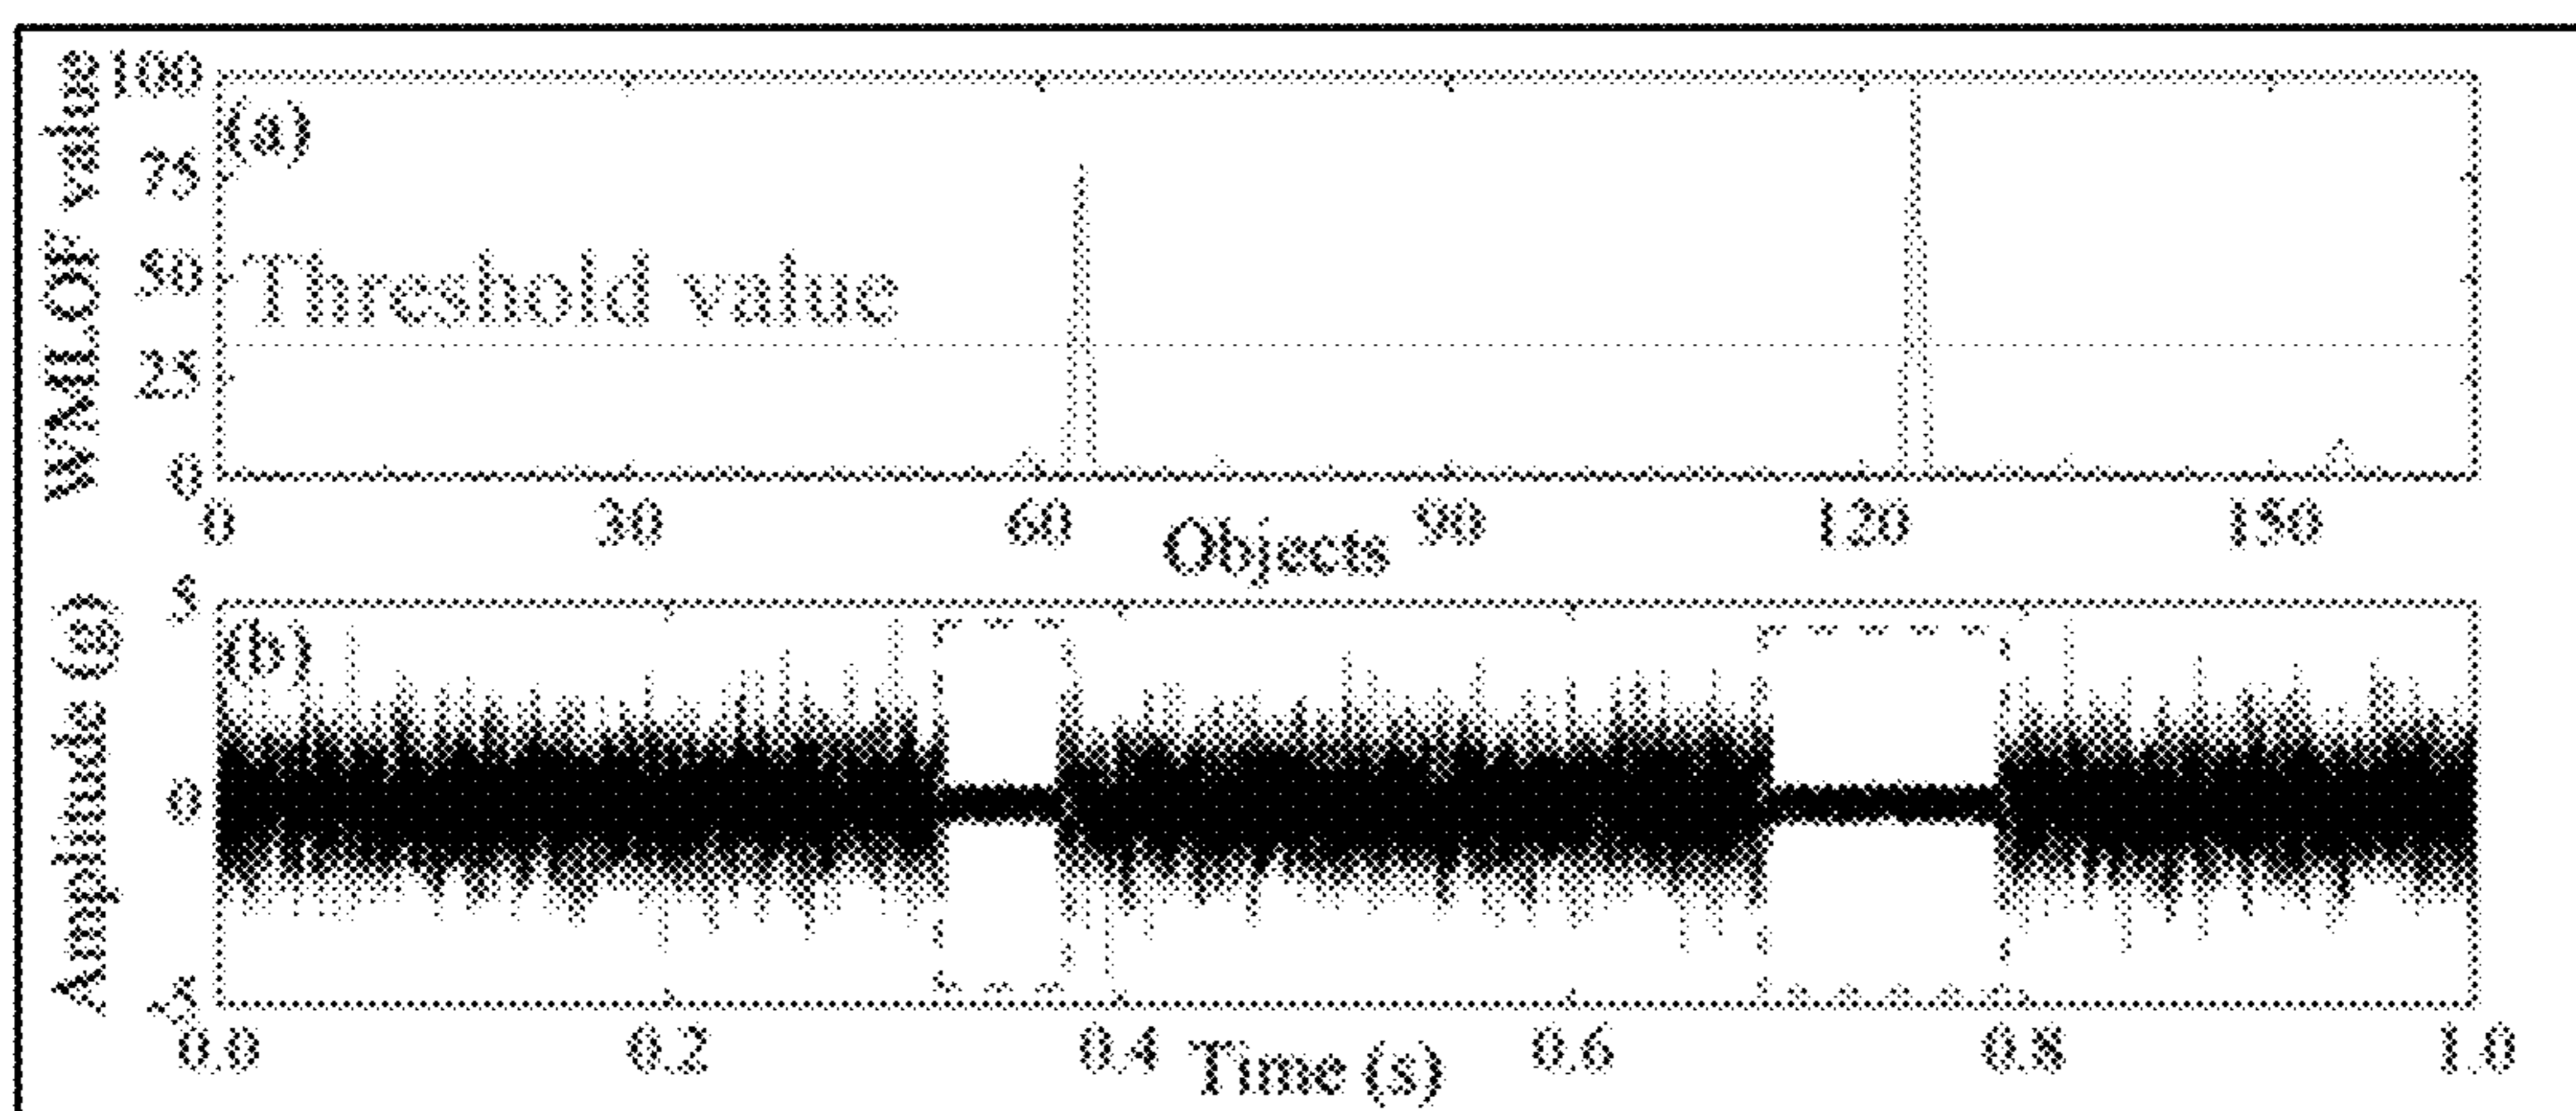 WMLOF value
100
75
50
25
0
(a)
Threshold value
0 30 60 90 120 150
Objects
Amplitude (g)
5
0
-5
(b)
0.0 0.2 0.4 0.6 0.8 1.0
Time (s)